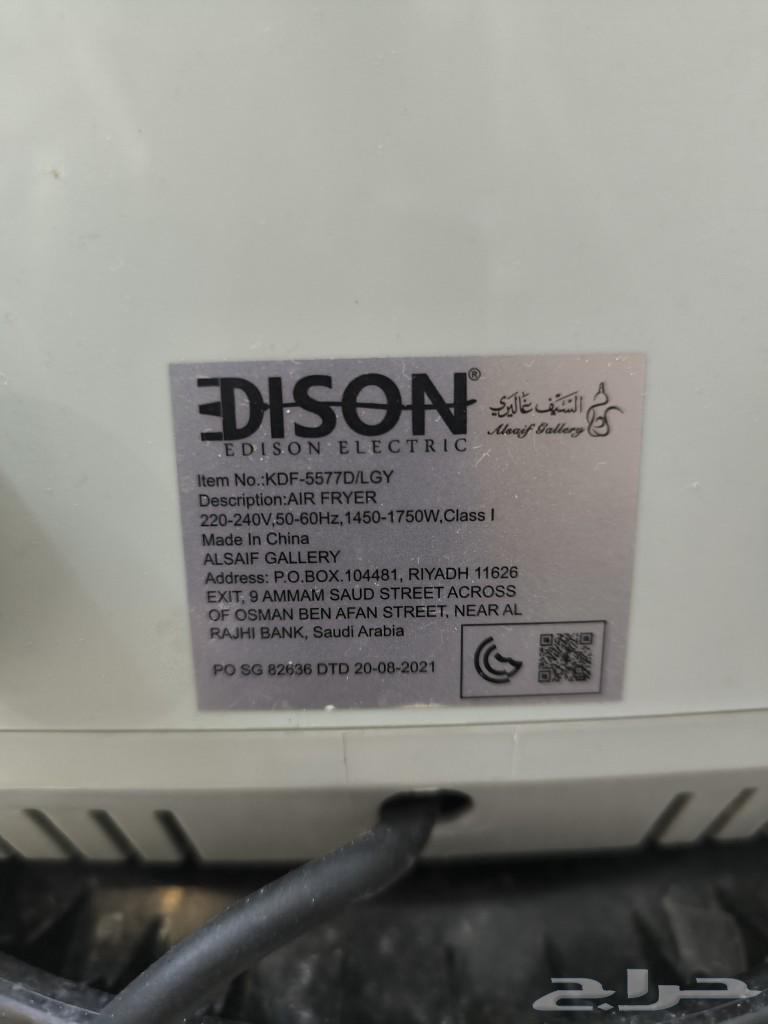 EDISON®
EDISON ELECTRIC
السيف غاليري
Alsaif Gallery
Item No.:KDF-5577D/LGY
Description:AIR FRYER
220-240V,50-60Hz,1450-1750W,Class I
Made In China
ALSAIF GALLERY
Address: P.O.BOX.104481, RIYADH 11626
EXIT, 9 AMMAM SAUD STREET ACROSS
OF OSMAN BEN AFAN STREET, NEAR AL
RAJHI BANK, Saudi Arabia
PO SG 82636 DTD 20-08-2021
حراج